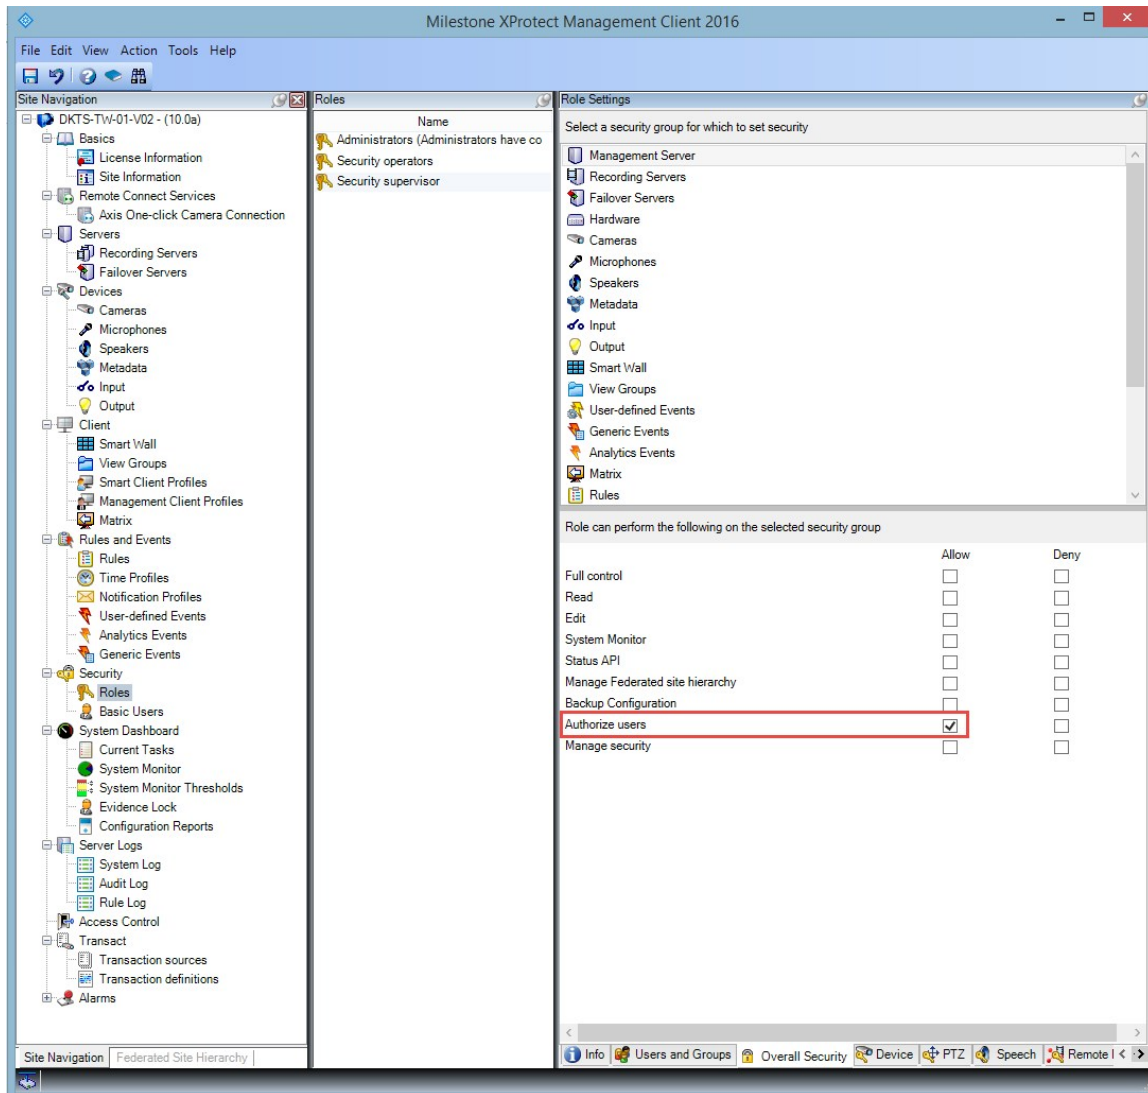 Milestone XProtect Management Client 2016
File Edit View Action Tools Help
Site Navigation
DKTS-TW-01-V02 - (10.0a)
Basics
License Information
Site Information
Remote Connect Services
Axis One-click Camera Connection
Servers
Recording Servers
Failover Servers
Devices
Cameras
Microphones
Speakers
Metadata
Input
Output
Client
Smart Wall
View Groups
Smart Client Profiles
Management Client Profiles
Matrix
Rules and Events
Rules
Time Profiles
Notification Profiles
User-defined Events
Analytics Events
Generic Events
Security
Roles
Basic Users
System Dashboard
Current Tasks
System Monitor
System Monitor Thresholds
Evidence Lock
Configuration Reports
Server Logs
System Log
Audit Log
Rule Log
Access Control
Transact
Transaction sources
Transaction definitions
Alarms
Site Navigation Federated Site Hierarchy
Roles
Name
Administrators (Administrators have co
Security operators
Security supervisor
Role Settings
Select a security group for which to set security
Management Server
Recording Servers
Failover Servers
Hardware
Cameras
Microphones
Speakers
Metadata
Input
Output
Smart Wall
View Groups
User-defined Events
Generic Events
Analytics Events
Matrix
Rules
Role can perform the following on the selected security group
Allow Deny
Full control
Read
Edit
System Monitor
Status API
Manage Federated site hierarchy
Backup Configuration
Authorize users
Manage security
Info Users and Groups Overall Security Device PTZ Speech Remote